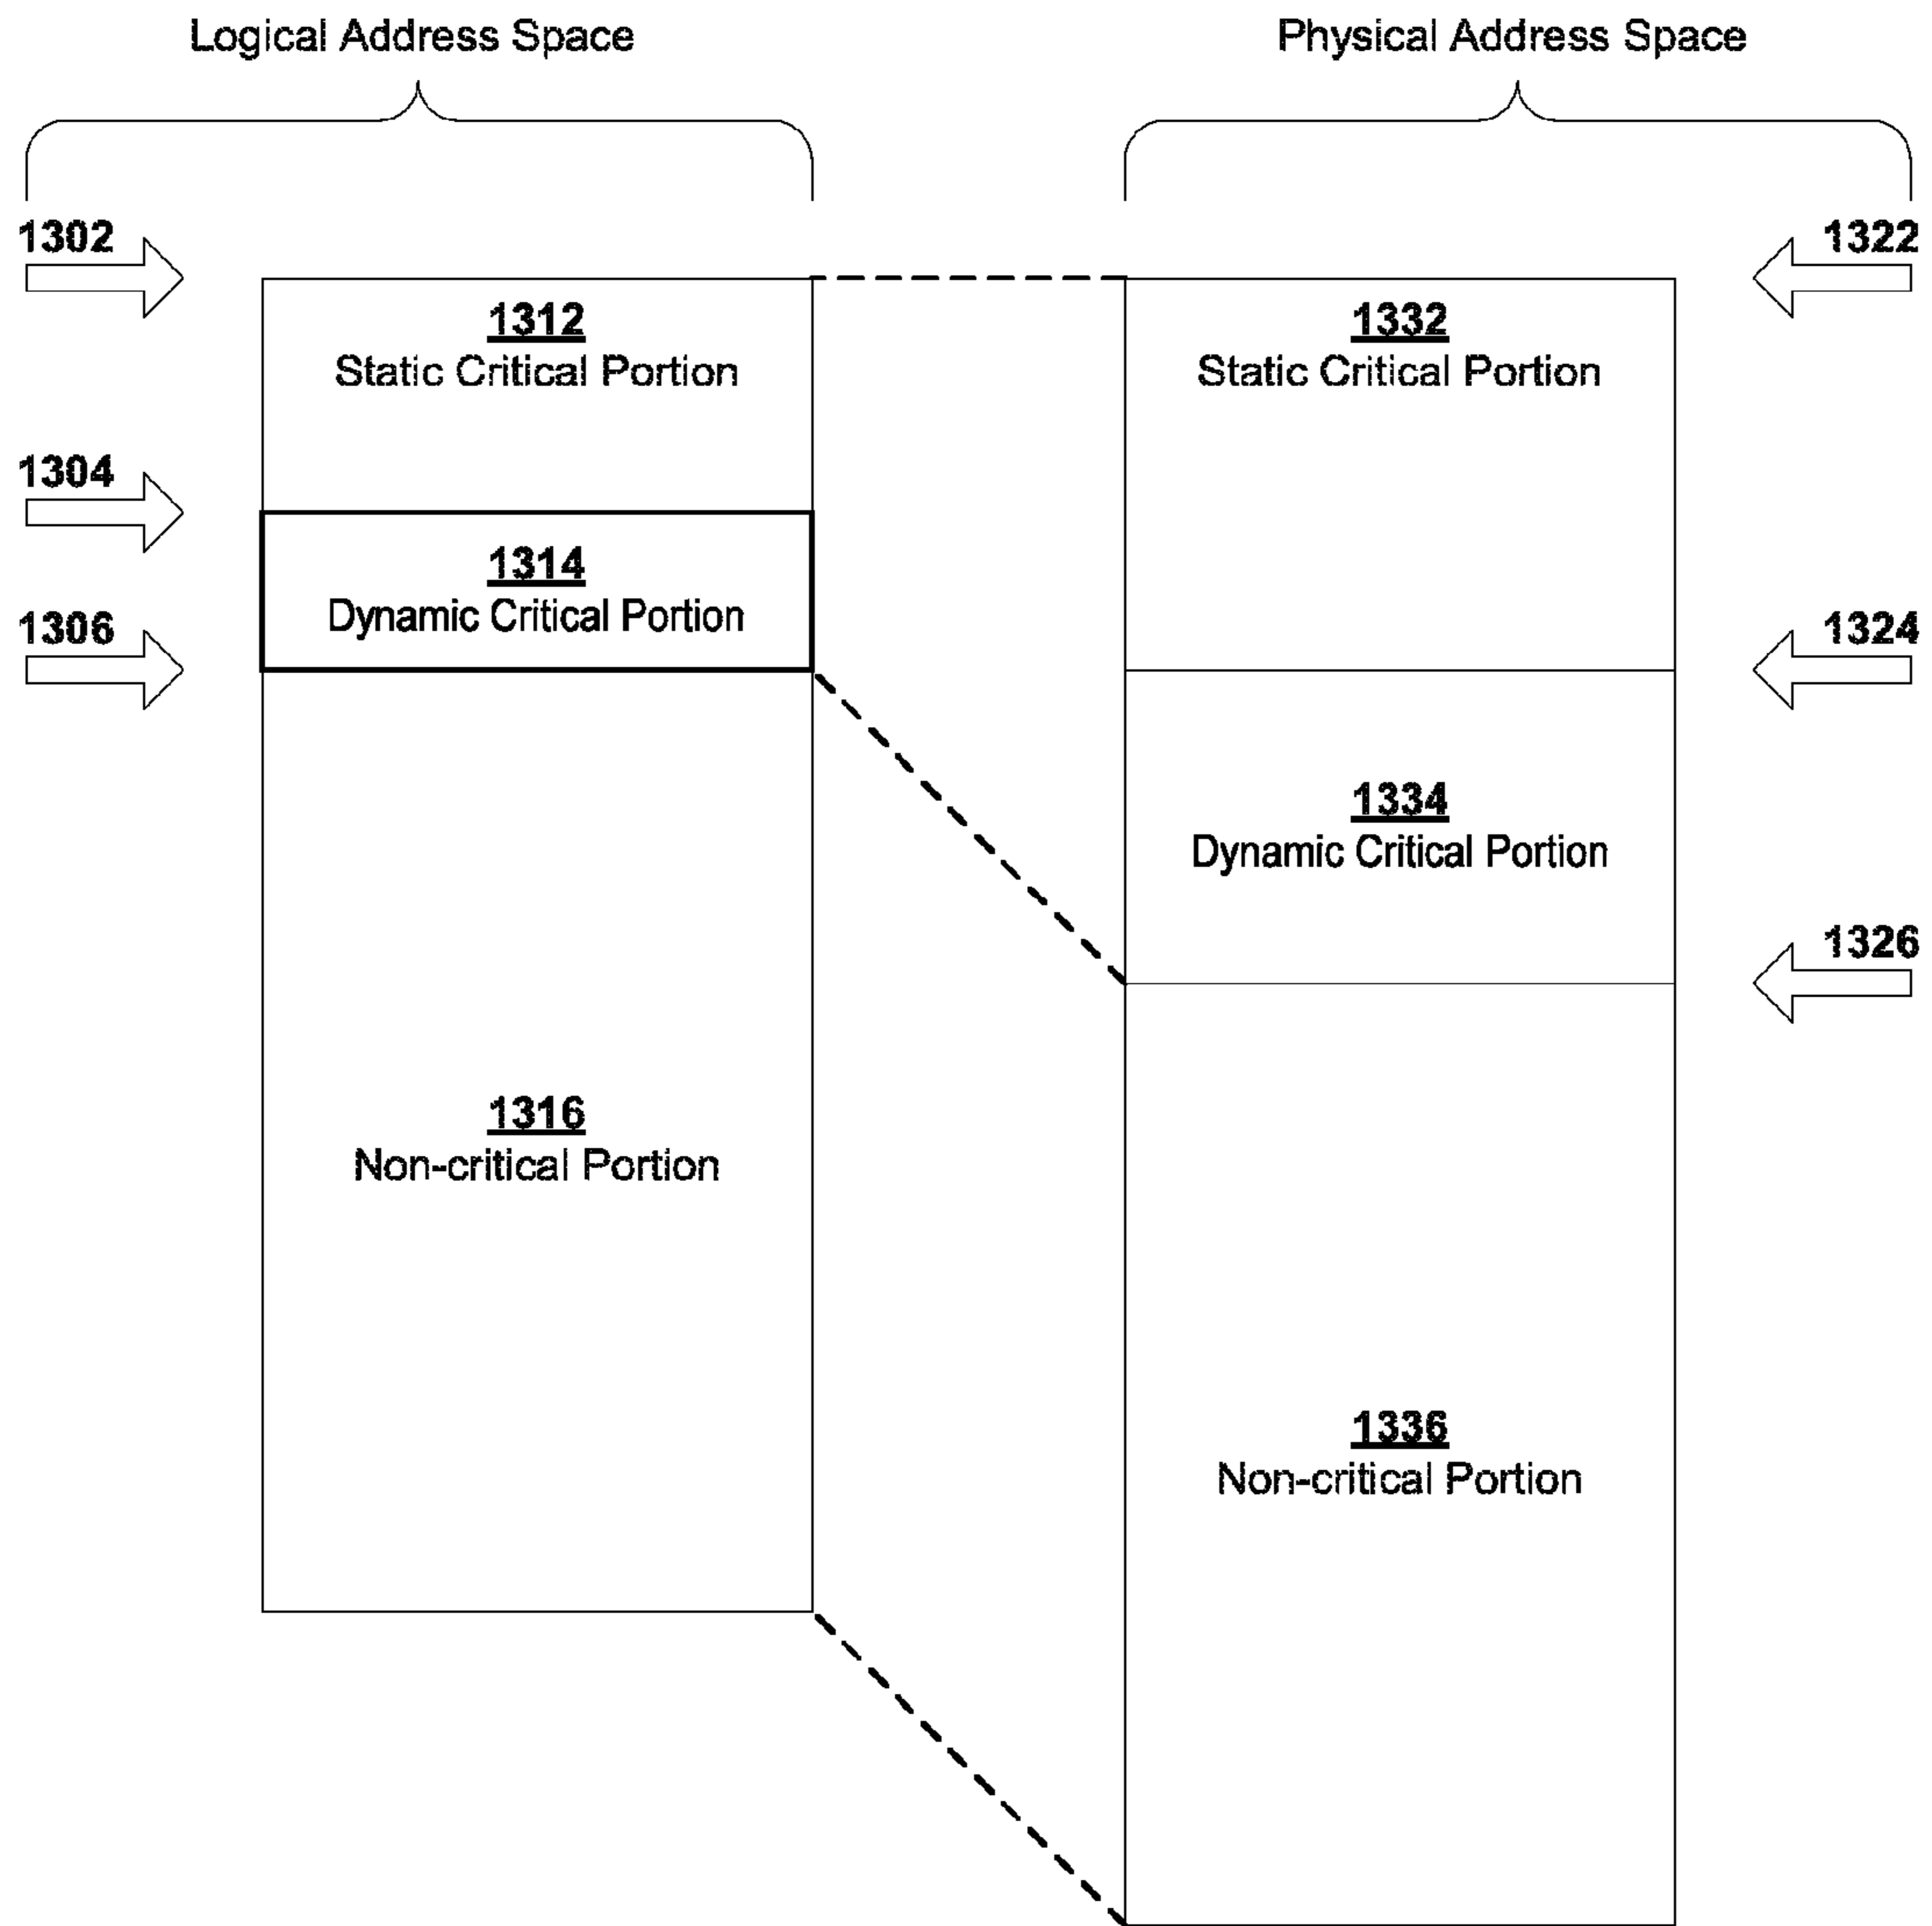 Logical Address Space
Physical Address Space
1302
1322
1312
Static Critical Portion
1332
Static Critical Portion
1304
1314
Dynamic Critical Portion
1306
1324
1334
Dynamic Critical Portion
1326
1316
Non-critical Portion
1336
Non-critical Portion